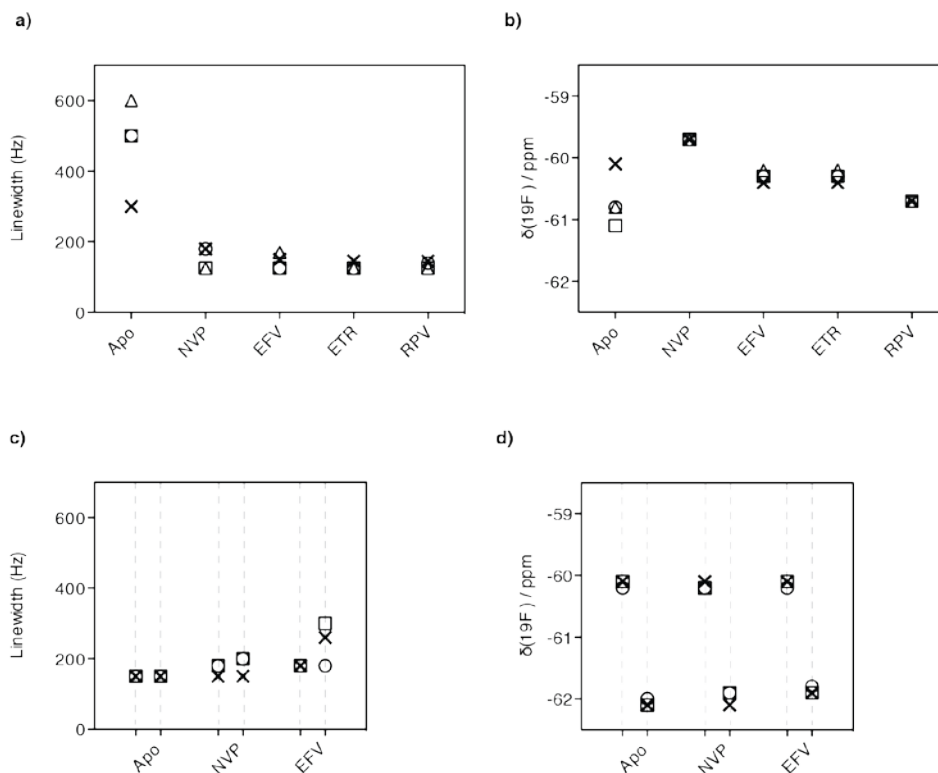 a)
Linewidth (Hz)
600
400
200
0
Apo
NVP
EFV
ETR
RPV
b)
δ(19F) / ppm
-59
-60
-61
-62
Apo
NVP
EFV
ETR
RPV
c)
Linewidth (Hz)
600
400
200
0
Apo
NVP
EFV
d)
δ(19F) / ppm
-59
-60
-61
-62
Apo
NVP
EFV